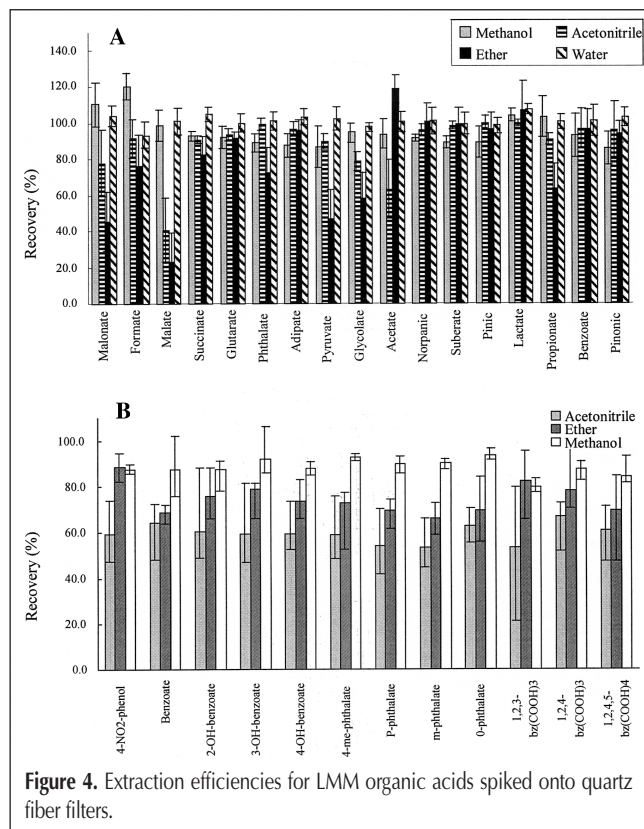 A
Methanol
Acetonitrile
Ether
Water
140.0
120.0
100.0
80.0
60.0
40.0
20.0
0.0
Recovery (%)
Malonate
Formate
Malate
Succinate
Glutarate
Phthalate
Adipate
Pyruvate
Glycolate
Acetate
Norpanic
Suberate
Pinic
Lactate
Propionate
Benzoate
Pinonic
B
Acetonitrile
Ether
Methanol
100.0
80.0
60.0
40.0
20.0
0.0
Recovery (%)
4-NO2-phenol
Benzoate
2-OH-benzoate
3-OH-benzoate
4-OH-benzoate
4-me-phthalate
P-phthalate
m-phthalate
0-phthalate
1,2,3-
bz(COOH)3
1,2,4-
bz(COOH)3
1,2,4,5-
bz(COOH)4
Figure 4. Extraction efficiencies for LMM organic acids spiked onto quartz
fiber filters.